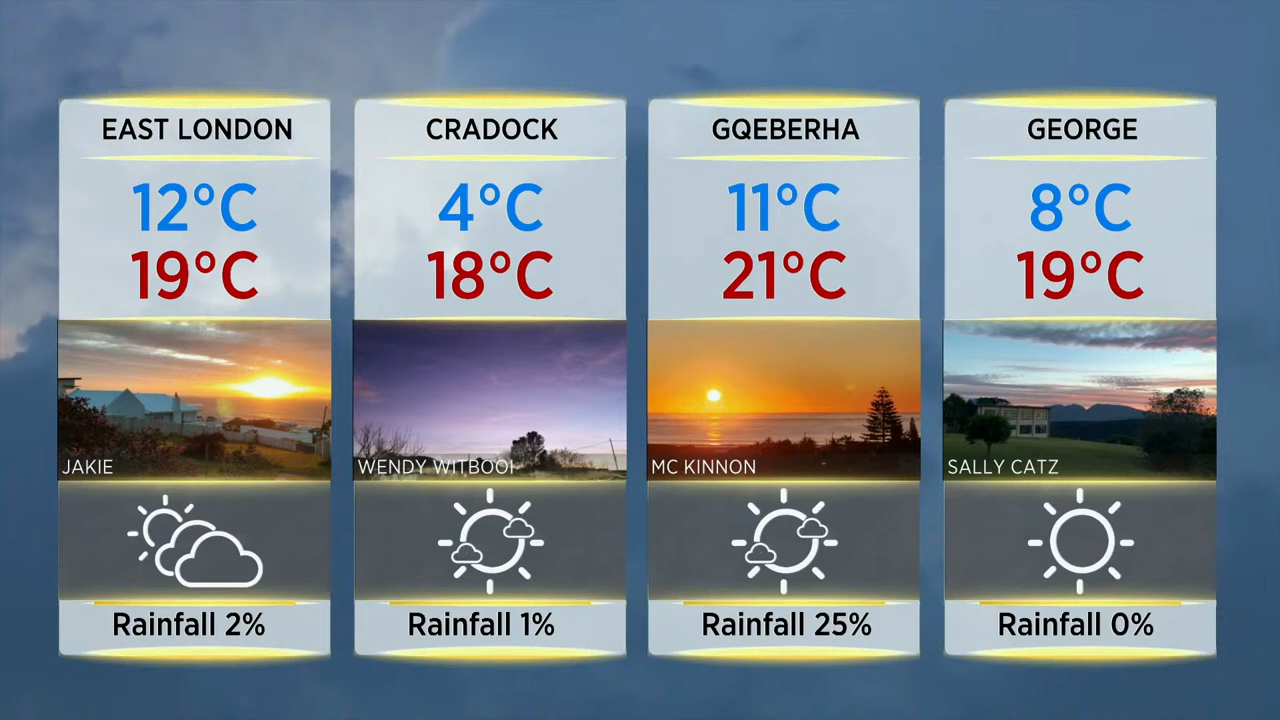 EAST LONDON
12°C
19°C
JAKIE
Rainfall 2%
CRADOCK
4°C
18°C
WENDY WITBOOI
Rainfall 1%
GQEBERHA
11°C
21°C
MC KINNON
Rainfall 25%
GEORGE
8°C
19°C
SALLY CATZ
Rainfall 0%